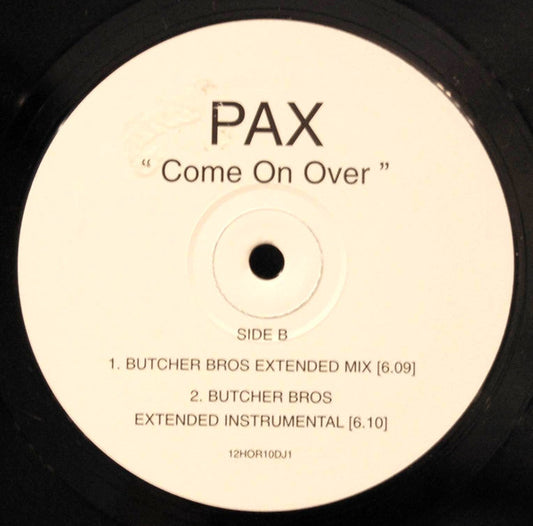 PAX
“ Come On Over ”
SIDE B
1. BUTCHER BROS EXTENDED MIX [6.09]
2. BUTCHER BROS
EXTENDED INSTRUMENTAL [6.10]
12HOR10DJ1